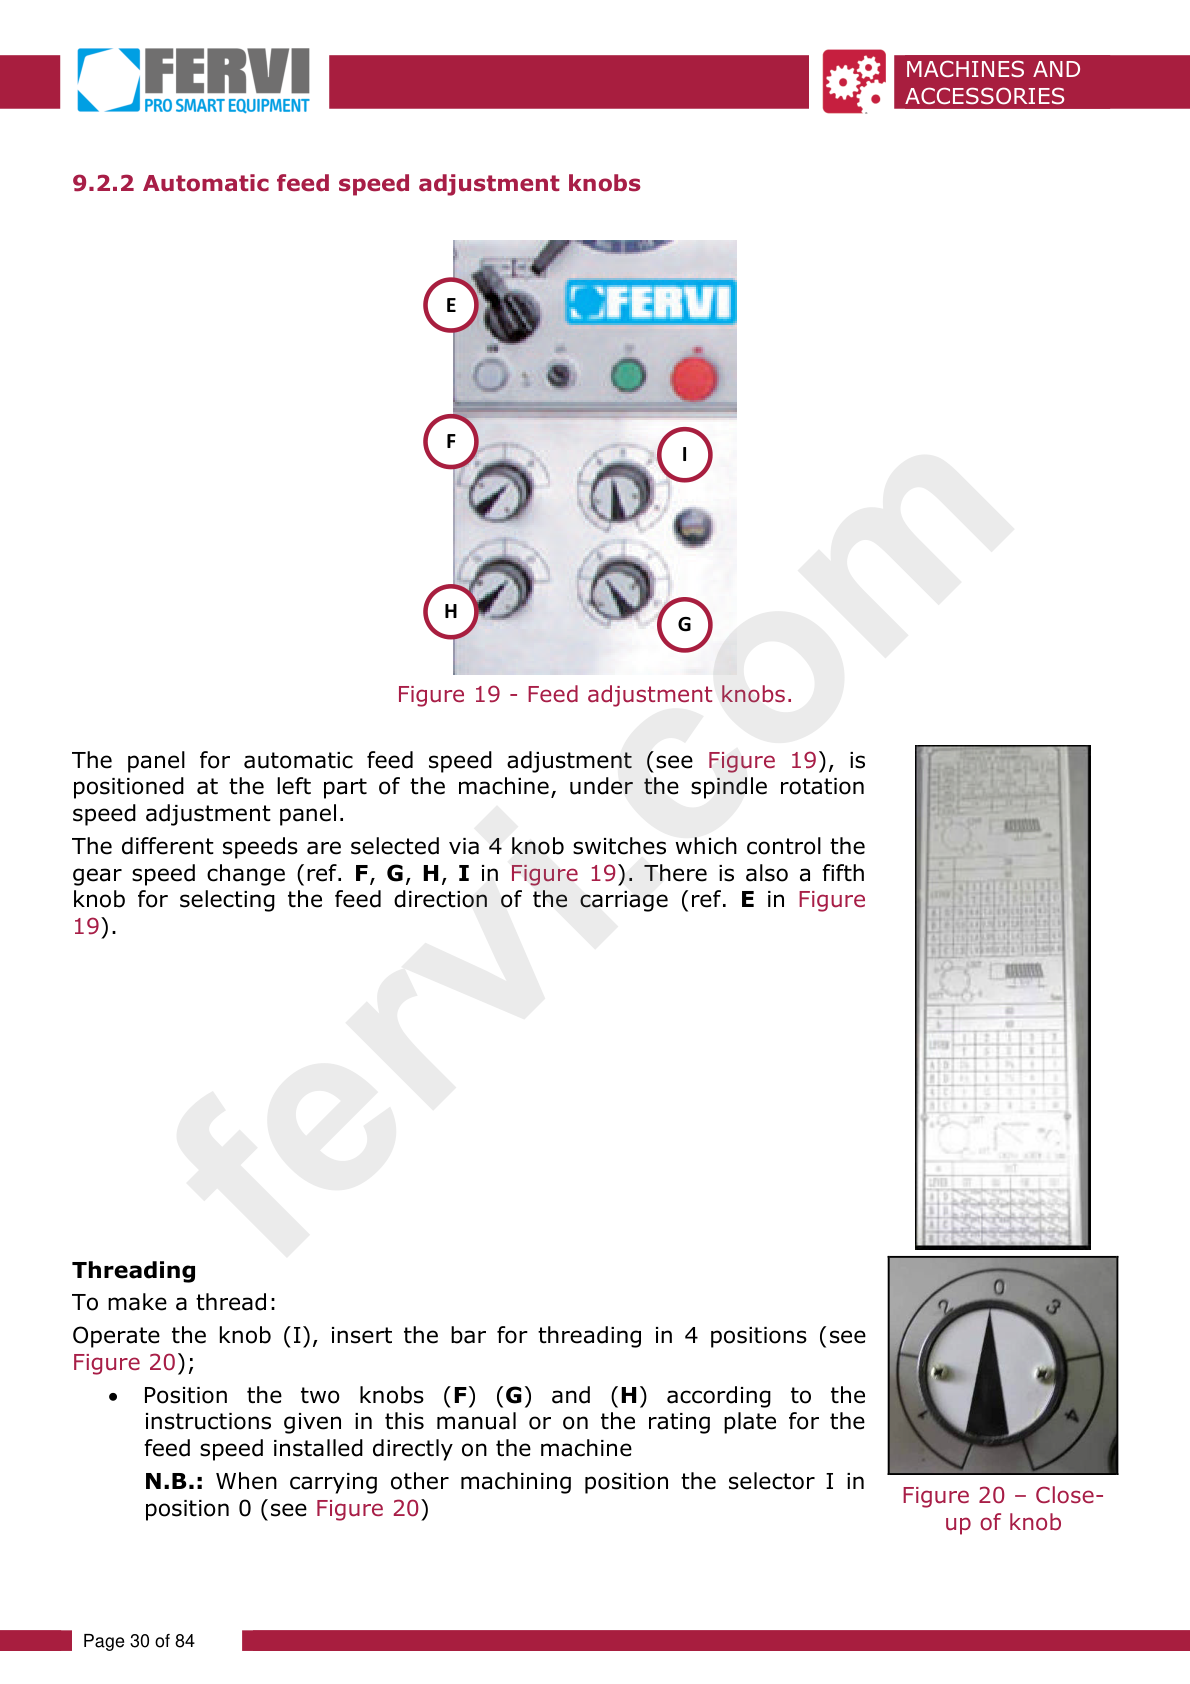 FERVI
PRO SMART EQUIPMENT
MACHINES AND
ACCESSORIES
9.2.2 Automatic feed speed adjustment knobs
E
FERVI
F
I
H
G
Figure 19 - Feed adjustment knobs.
The panel for automatic feed speed adjustment (see Figure 19), is
positioned at the left part of the machine, under the spindle rotation
speed adjustment panel.
The different speeds are selected via 4 knob switches which control the
gear speed change (ref. F, G, H, I in Figure 19). There is also a fifth
knob for selecting the feed direction of the carriage (ref. E in Figure
19).
Threading
To make a thread:
Operate the knob (I), insert the bar for threading in 4 positions (see
Figure 20);
• Position the two knobs (F) (G) and (H) according to the
instructions given in this manual or on the rating plate for the
feed speed installed directly on the machine
N.B.: When carrying other machining position the selector I in
position 0 (see Figure 20)
1 2 0 3 4
Figure 20 – Close-
up of knob
fervi.com
Page 30 of 84